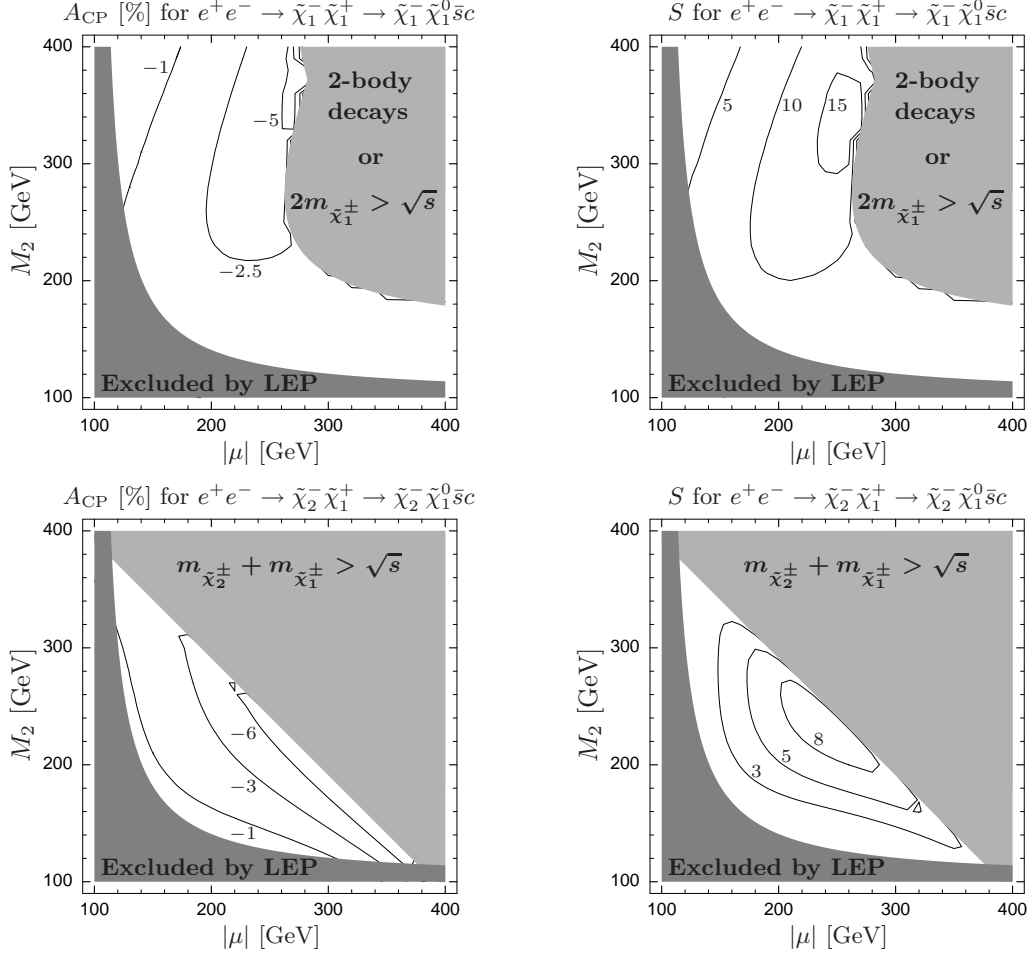 A_CP [%] for e⁺e⁻ → χ̃₁⁻χ̃₁⁺ → χ̃₁⁻χ̃₁⁰s̄c
400
300
200
100
M₂ [GeV]
−1
−5
−2.5
2-body
decays
or
2m_χ̃₁± > √s
Excluded by LEP
100 200 300 400
|μ| [GeV]
S for e⁺e⁻ → χ̃₁⁻χ̃₁⁺ → χ̃₁⁻χ̃₁⁰s̄c
400
300
200
100
M₂ [GeV]
5
10
15
2-body
decays
or
2m_χ̃₁± > √s
Excluded by LEP
100 200 300 400
|μ| [GeV]
A_CP [%] for e⁺e⁻ → χ̃₂⁻χ̃₁⁺ → χ̃₂⁻χ̃₁⁰s̄c
400
300
200
100
M₂ [GeV]
m_χ̃₂± + m_χ̃₁± > √s
−6
−3
−1
Excluded by LEP
100 200 300 400
|μ| [GeV]
S for e⁺e⁻ → χ̃₂⁻χ̃₁⁺ → χ̃₂⁻χ̃₁⁰s̄c
400
300
200
100
M₂ [GeV]
m_χ̃₂± + m_χ̃₁± > √s
8
5
3
Excluded by LEP
100 200 300 400
|μ| [GeV]